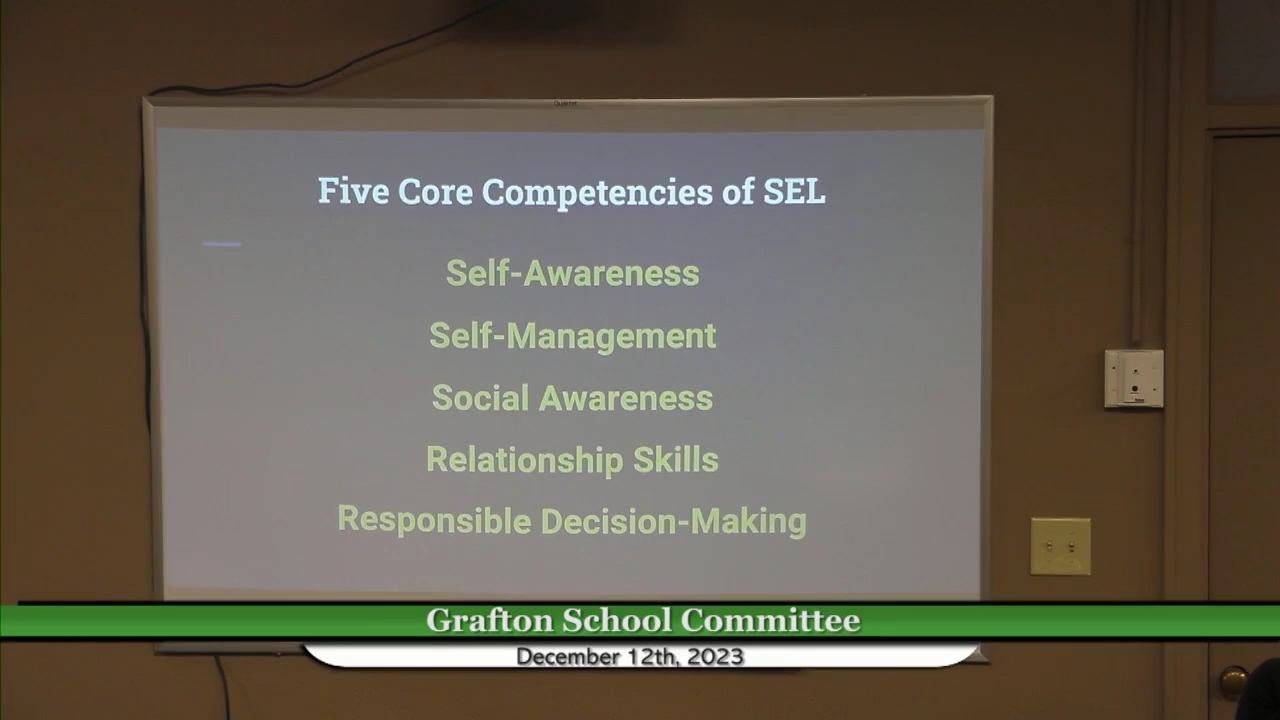 Quartet
Five Core Competencies of SEL
Self-Awareness
Self-Management
Social Awareness
Relationship Skills
Responsible Decision-Making
Grafton School Committee
December 12th, 2023